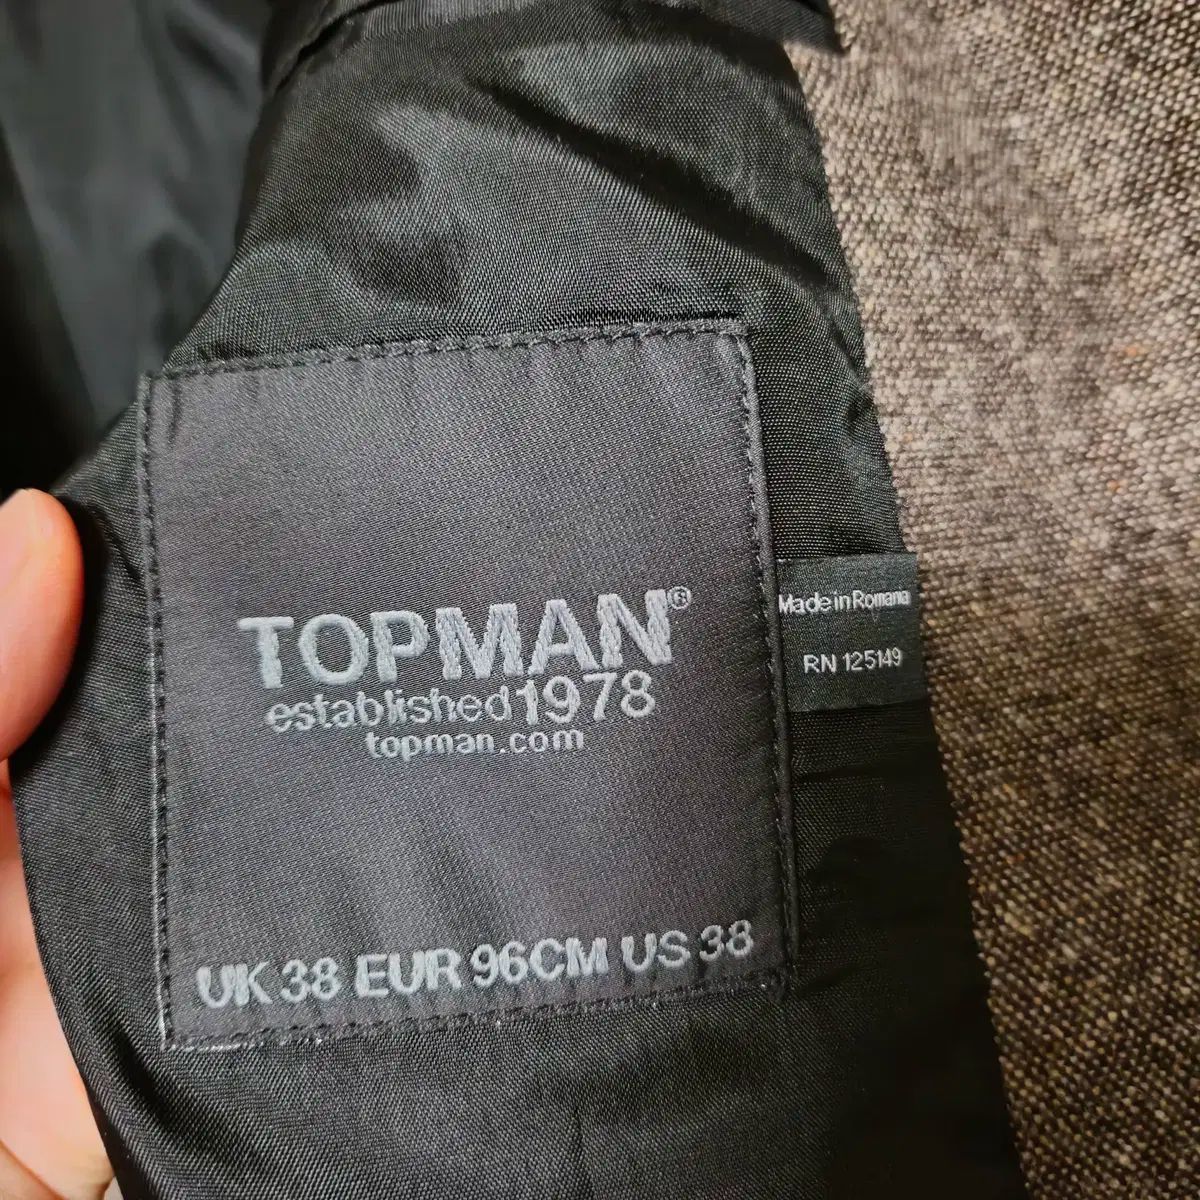 TOPMAN®
established 1978
topman.com
UK 38 EUR 96CM US 38
Made in Romania
RN 125149